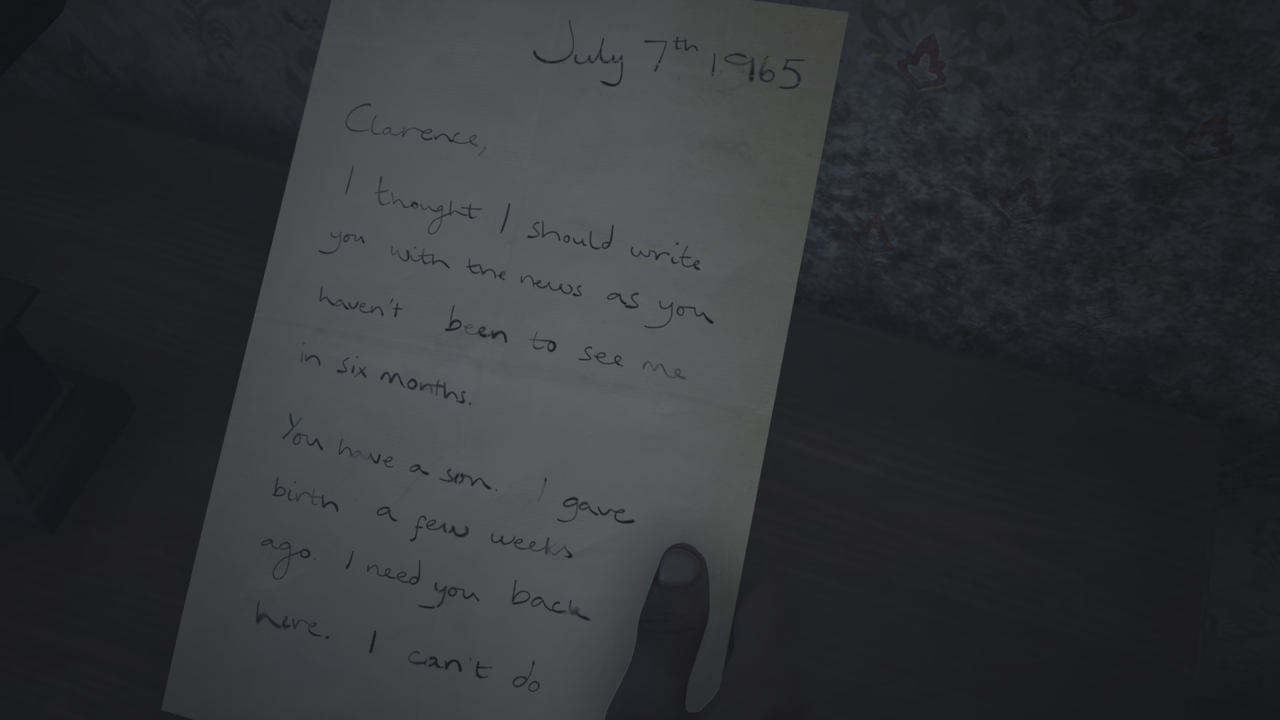 July 7th 1965
Clarence,
I thought I should write
you with the news as you
haven't been to see me
in six months.
You have a son. I gave
birth a few weeks
ago. I need you back
here. I can't do